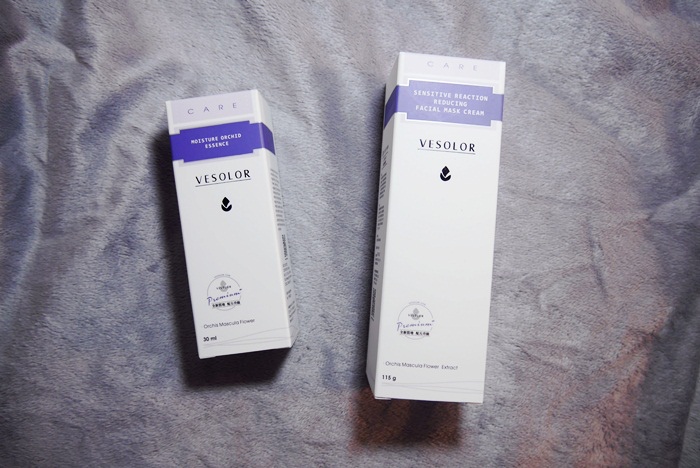 CARE
MOISTURE ORCHID
ESSENCE
VESOLOR
Premium
Orchis Mascula Flower
30 ml
CARE
SENSITIVE REACTION
REDUCING
FACIAL MASK CREAM
VESOLOR
Premium
Orchis Mascula Flower Extract
115 g